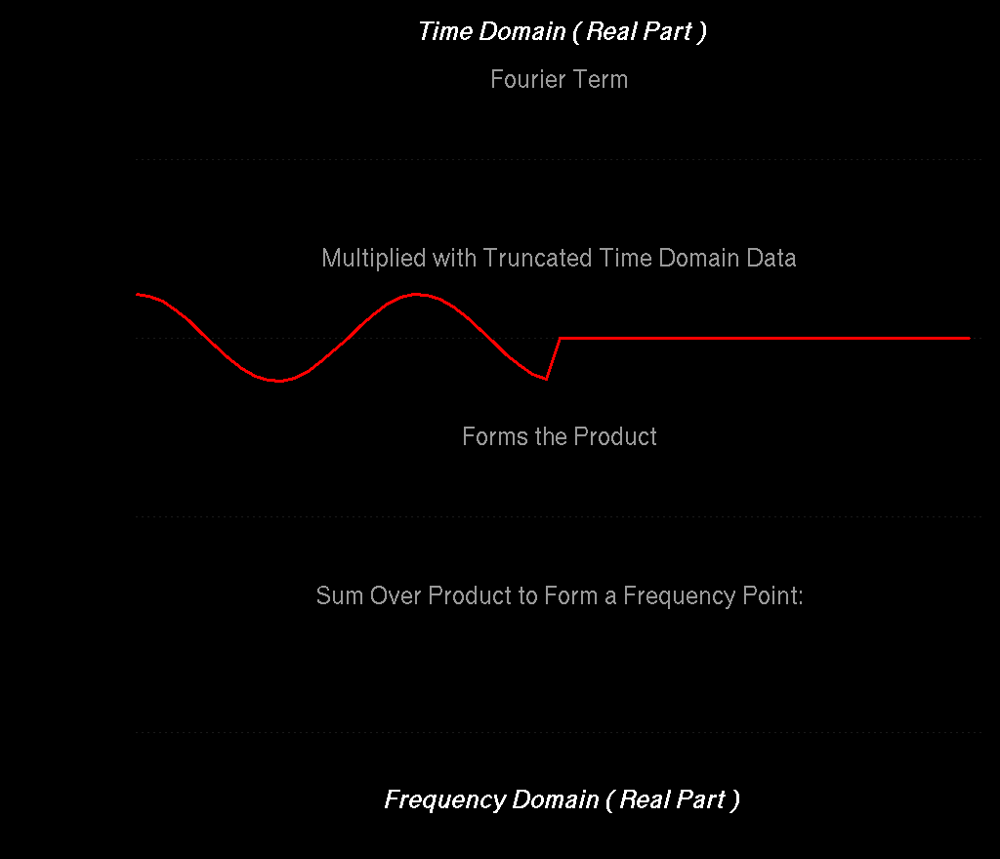 Time Domain ( Real Part )
Fourier Term
Multiplied with Truncated Time Domain Data
Forms the Product
Sum Over Product to Form a Frequency Point:
Frequency Domain ( Real Part )